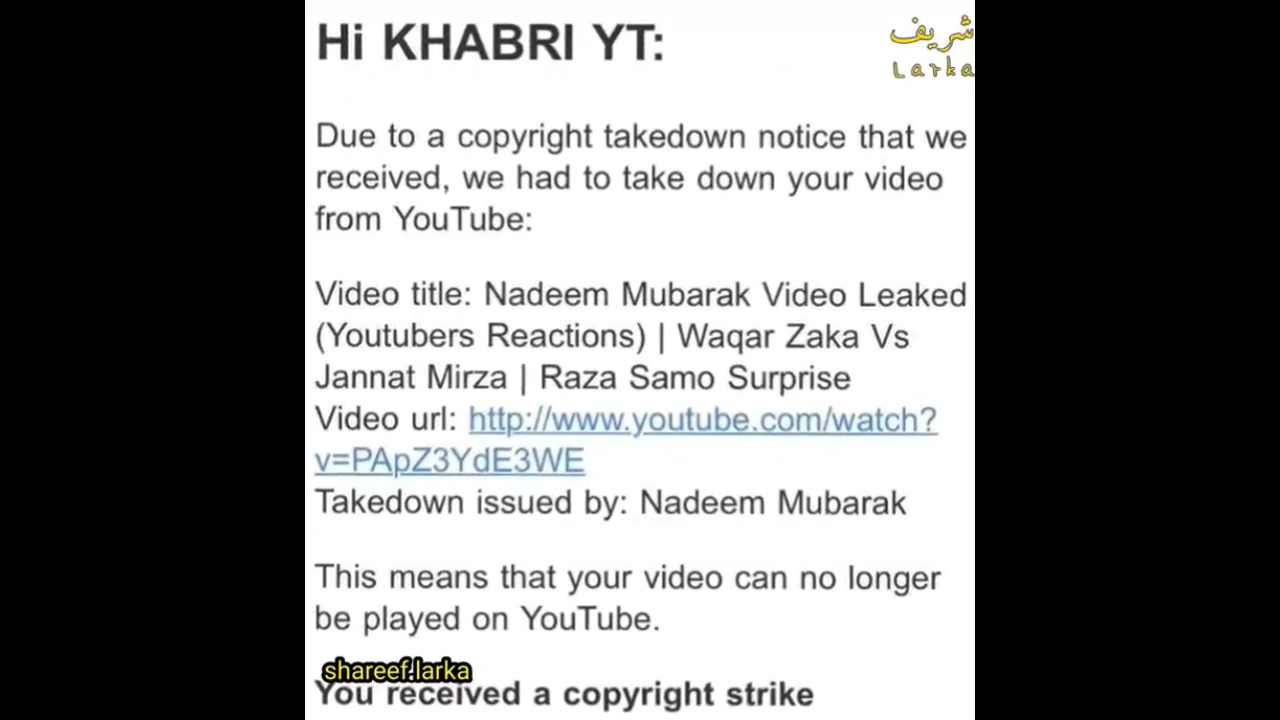 Hi KHABRI YT:
شریف
Larka
Due to a copyright takedown notice that we
received, we had to take down your video
from YouTube:
Video title: Nadeem Mubarak Video Leaked
(Youtubers Reactions) | Waqar Zaka Vs
Jannat Mirza | Raza Samo Surprise
Video url: http://www.youtube.com/watch?
v=PApZ3YdE3WE
Takedown issued by: Nadeem Mubarak
This means that your video can no longer
be played on YouTube.
shareef.larka
You received a copyright strike